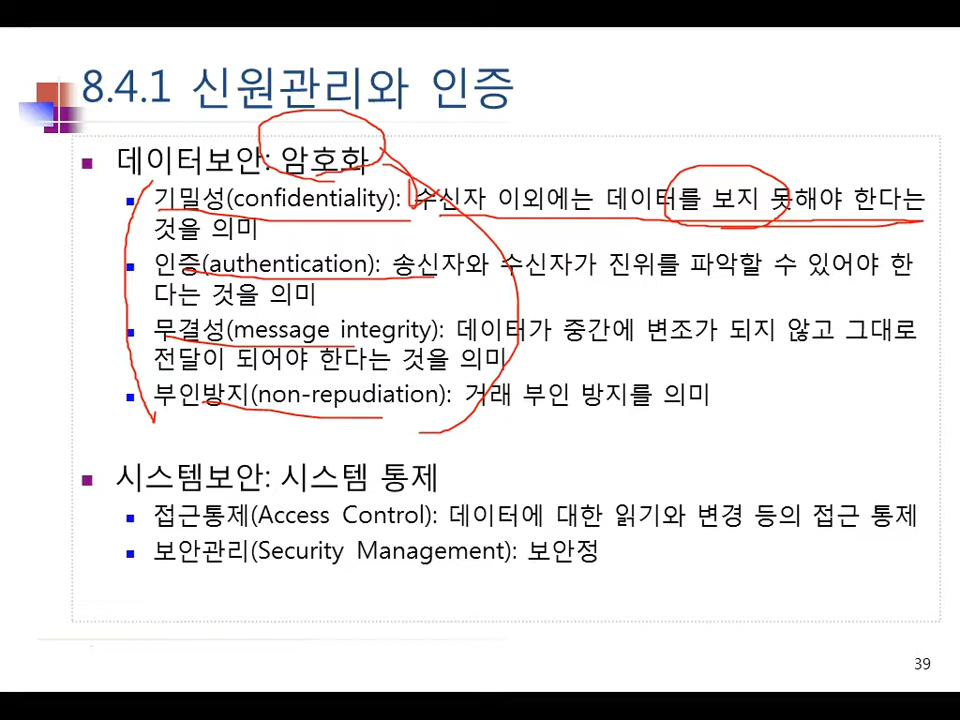 8.4.1 신원관리와 인증
데이터보안: 암호화
기밀성(confidentiality): 수신자 이외에는 데이터를 보지 못해야 한다는
것을 의미
인증(authentication): 송신자와 수신자가 진위를 파악할 수 있어야 한
다는 것을 의미
무결성(message integrity): 데이터가 중간에 변조가 되지 않고 그대로
전달이 되어야 한다는 것을 의미
부인방지(non-repudiation): 거래 부인 방지를 의미
시스템보안: 시스템 통제
접근통제(Access Control): 데이터에 대한 읽기와 변경 등의 접근 통제
보안관리(Security Management): 보안정
39